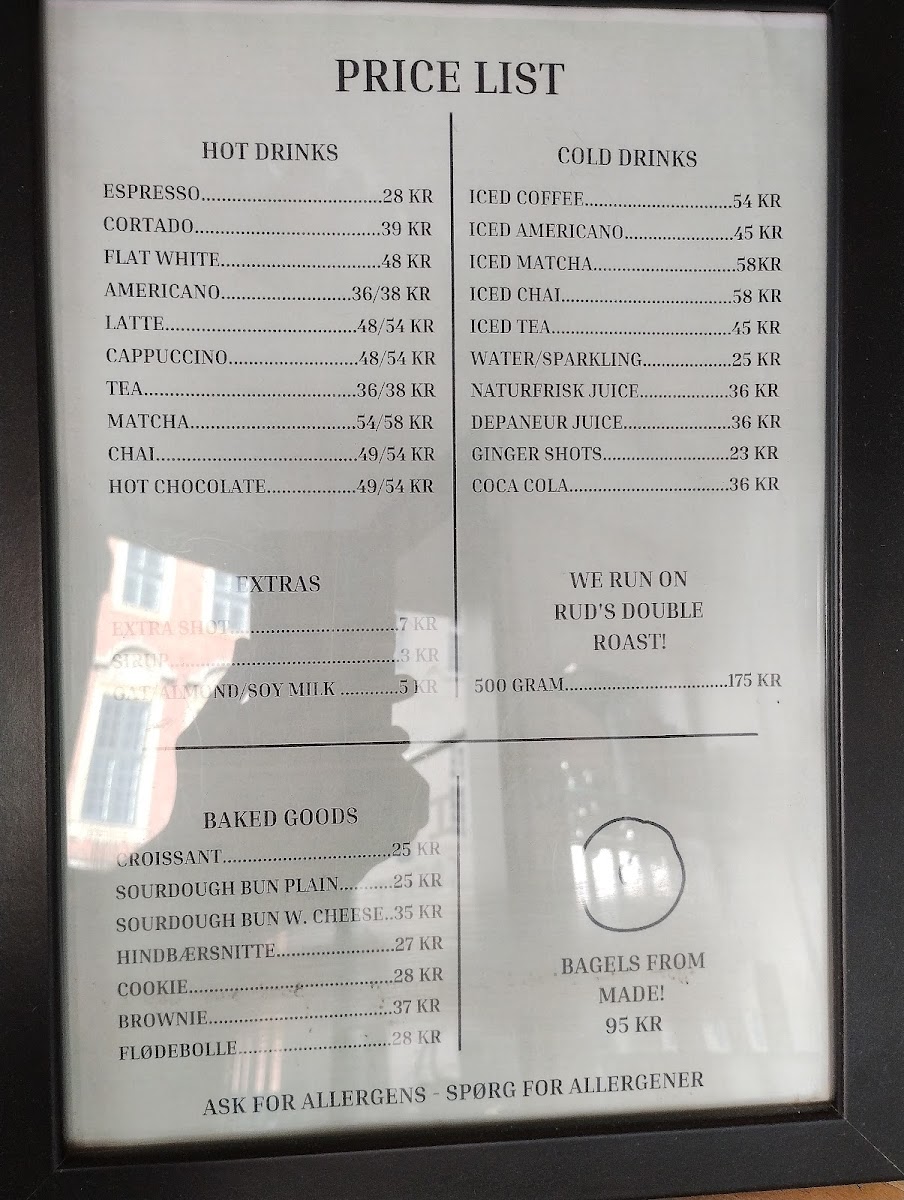 PRICE LIST
HOT DRINKS
ESPRESSO..................................28 KR
CORTADO...................................39 KR
FLAT WHITE..............................48 KR
AMERICANO.........................36/38 KR
LATTE....................................48/54 KR
CAPPUCCINO.........................48/54 KR
TEA........................................36/38 KR
MATCHA...............................54/58 KR
CHAI......................................49/54 KR
HOT CHOCOLATE.................49/54 KR
COLD DRINKS
ICED COFFEE............................54 KR
ICED AMERICANO.....................45 KR
ICED MATCHA...........................58KR
ICED CHAI................................58 KR
ICED TEA..................................45 KR
WATER/SPARKLING.................25 KR
NATURFRISK JUICE.................36 KR
DEPANEUR JUICE.....................36 KR
GINGER SHOTS........................23 KR
COCA COLA..............................36 KR
EXTRAS
EXTRA SHOT................................7 KR
SIRUP...........................................3 KR
OAT/ALMOND/SOY MILK ...........5 KR
WE RUN ON
RUD'S DOUBLE
ROAST!
500 GRAM...............................175 KR
BAKED GOODS
CROISSANT................................25 KR
SOURDOUGH BUN PLAIN..........25 KR
SOURDOUGH BUN W. CHEESE..35 KR
HINDBÆRSNITTE......................27 KR
COOKIE.......................................28 KR
BROWNIE...................................37 KR
FLØDEBOLLE.............................28 KR
BAGELS FROM
MADE!
95 KR
ASK FOR ALLERGENS - SPØRG FOR ALLERGENER